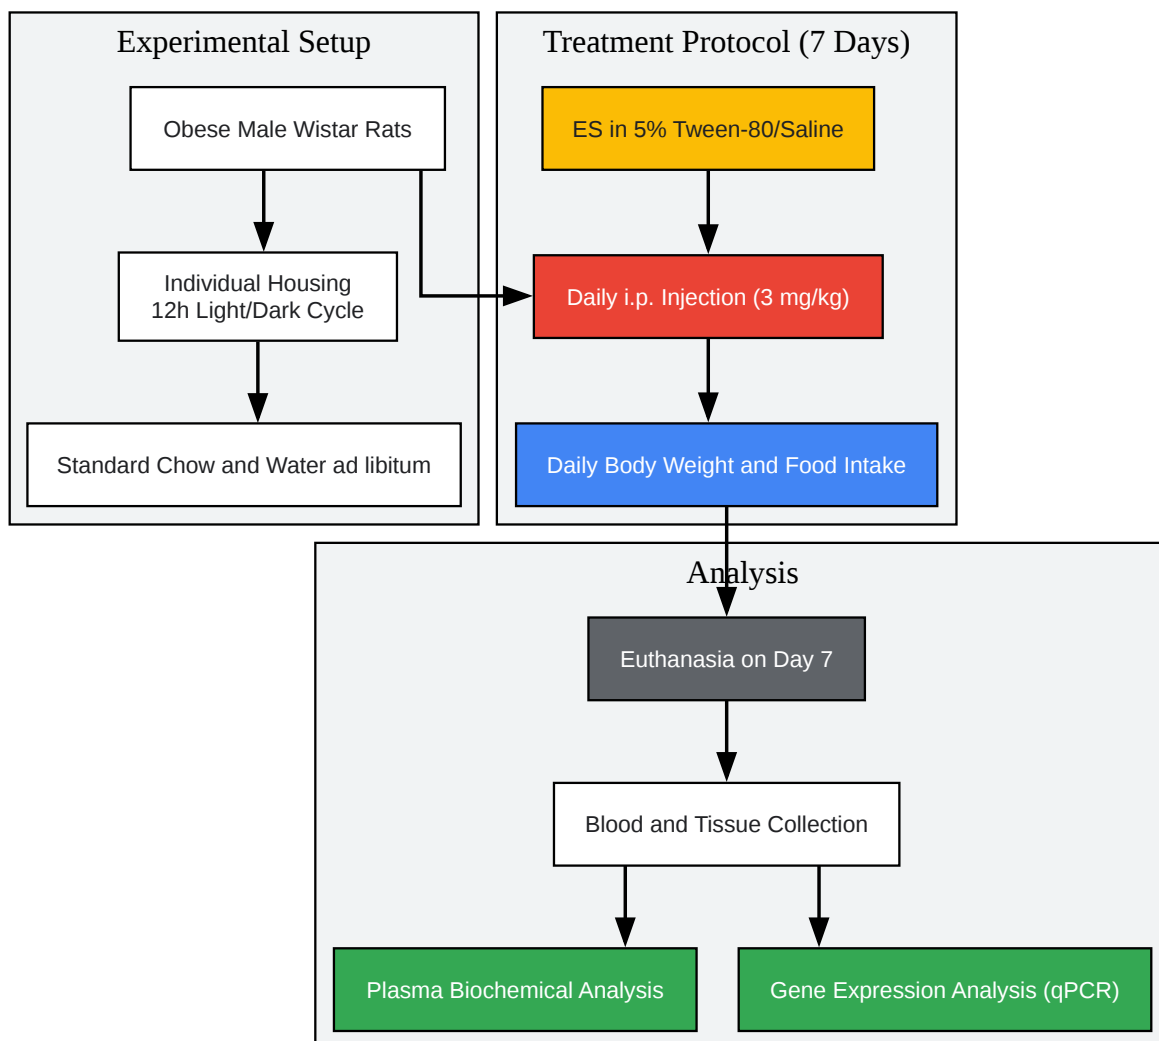 Experimental Setup
Obese Male Wistar Rats
Individual Housing
12h Light/Dark Cycle
Standard Chow and Water ad libitum
Treatment Protocol (7 Days)
ES in 5% Tween-80/Saline
Daily i.p. Injection (3 mg/kg)
Daily Body Weight and Food Intake
Analysis
Euthanasia on Day 7
Blood and Tissue Collection
Plasma Biochemical Analysis
Gene Expression Analysis (qPCR)